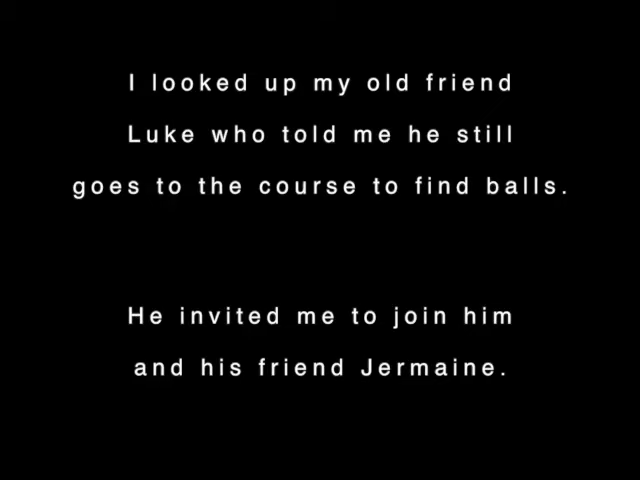 I looked up my old friend
Luke who told me he still
goes to the course to find balls.
He invited me to join him
and his friend Jermaine.